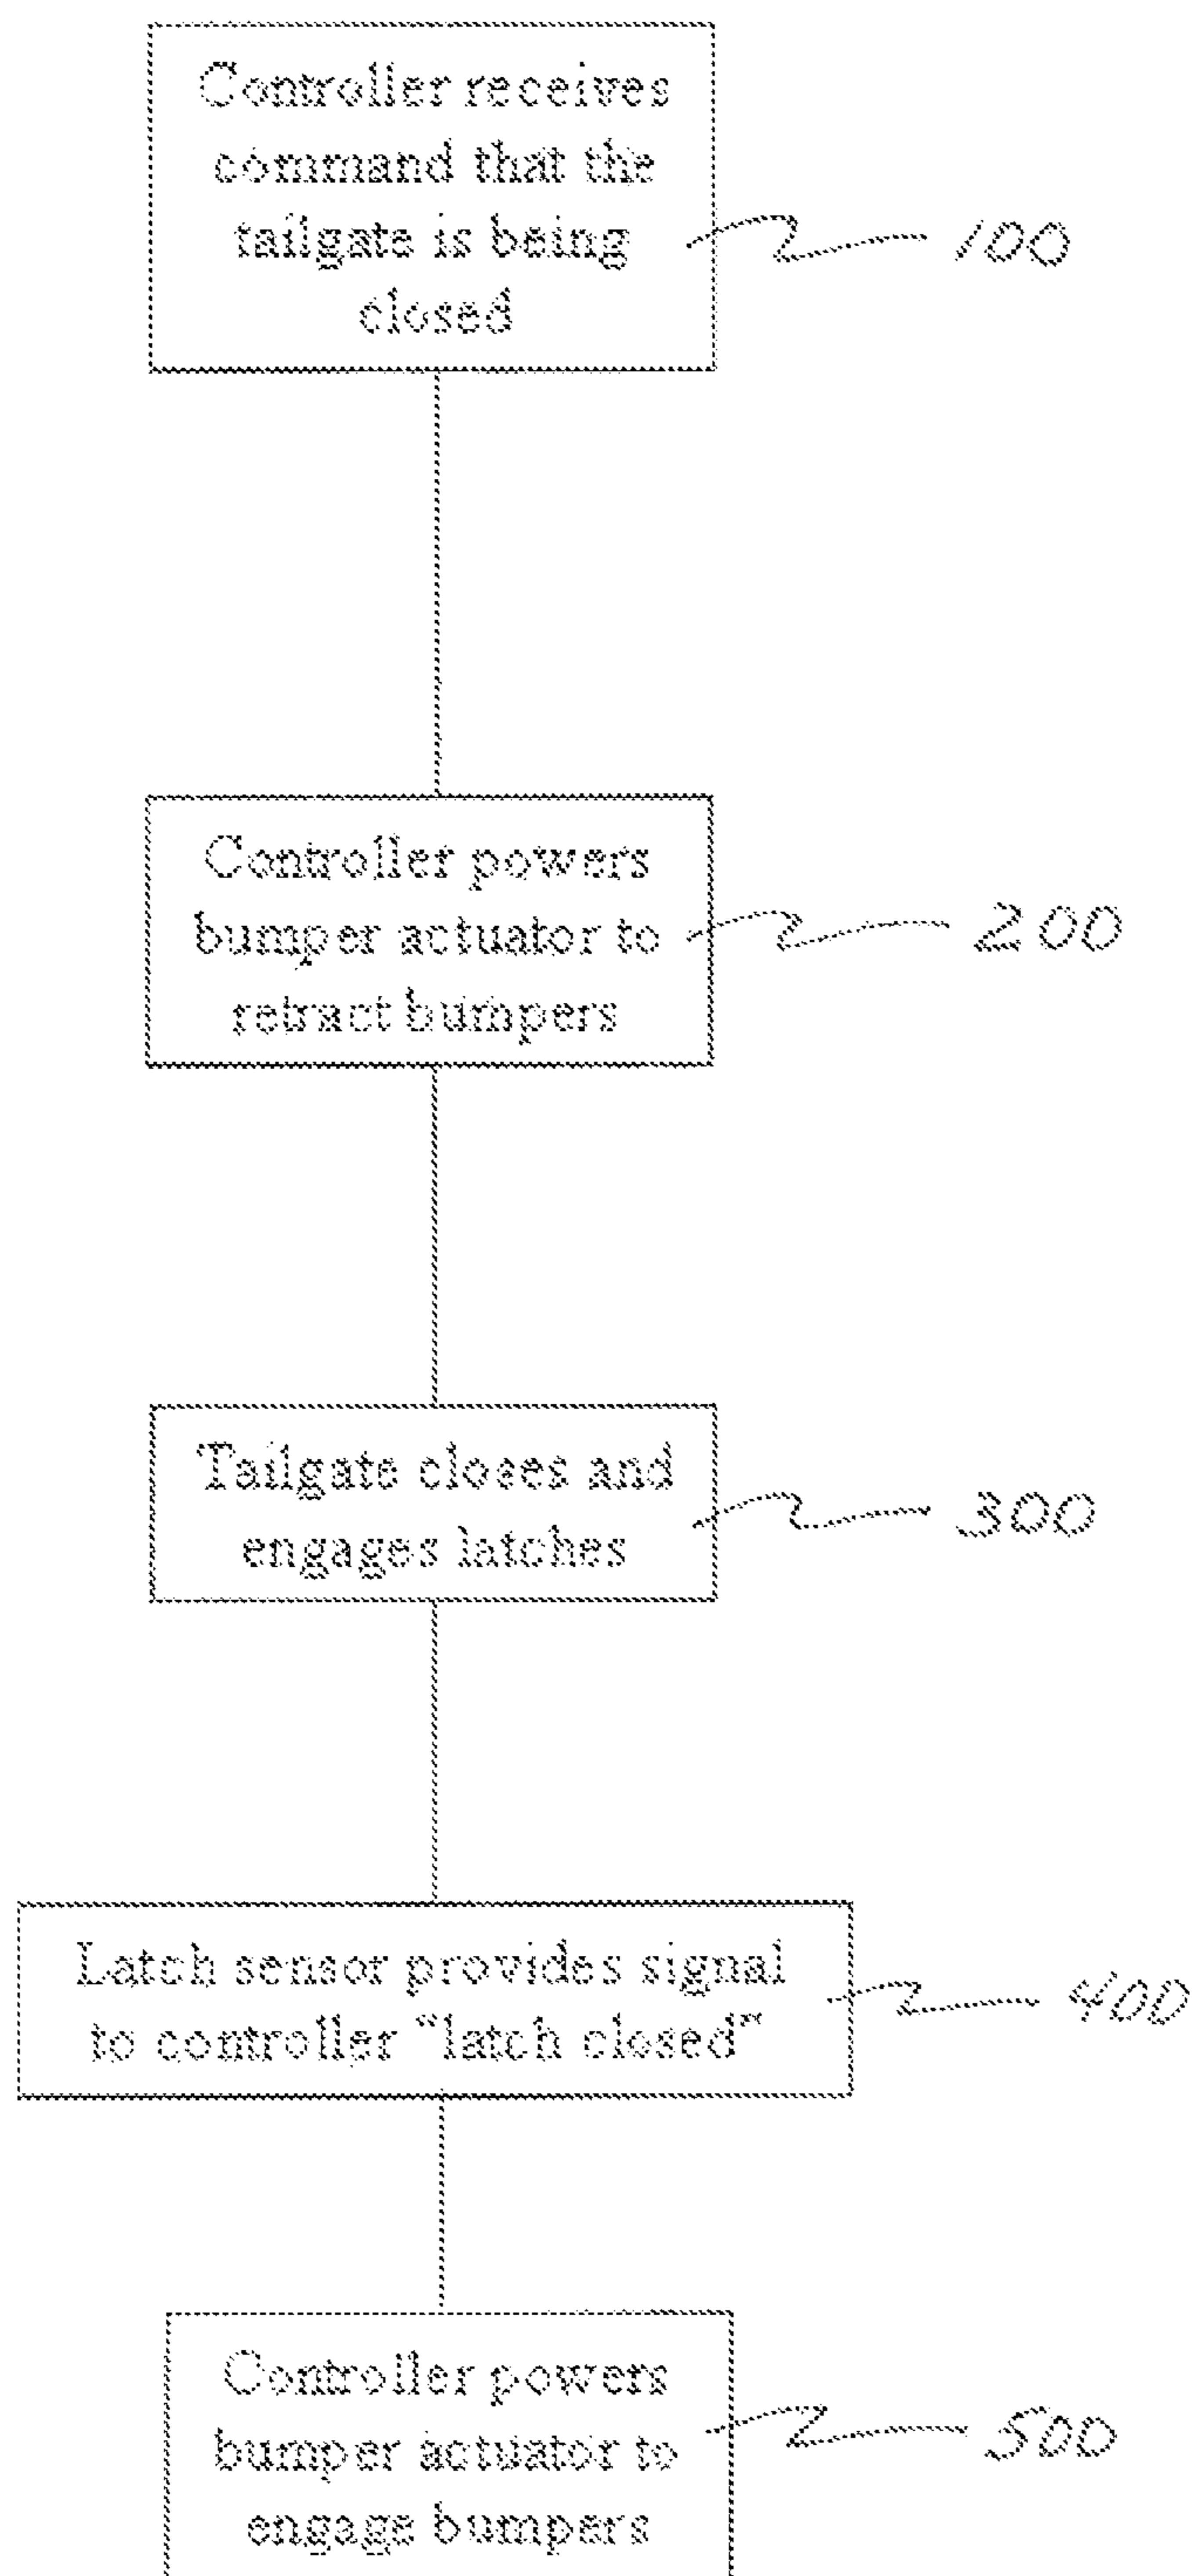 Controller receives
command that the
tailgate is being
closed
100
Controller powers
bumper actuator to
retract bumpers
200
Tailgate closes and
engages latches
300
Latch sensor provides signal
to controller "latch closed"
400
Controller powers
bumper actuator to
engage bumpers
500